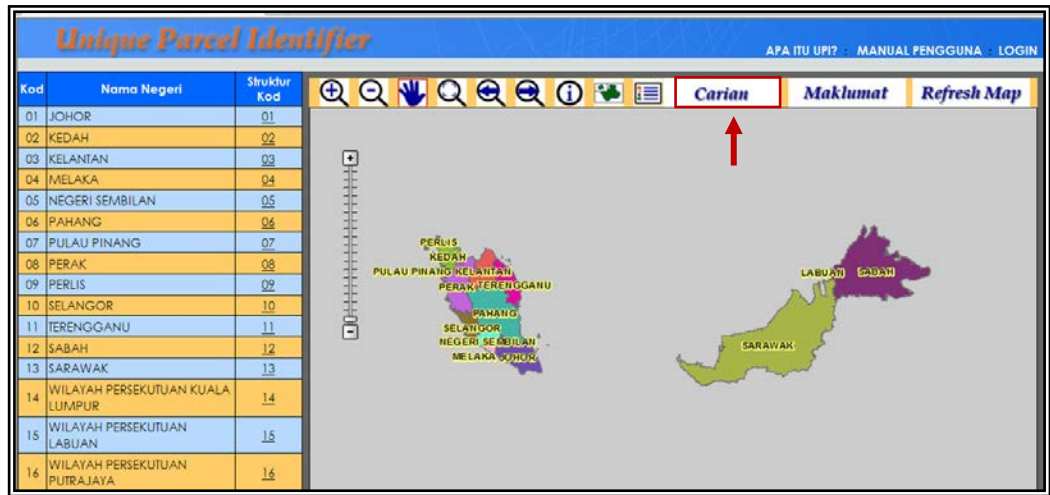 Unique Parcel Identifier
APA ITU UPI? : MANUAL PENGGUNA : LOGIN
Kod Nama Negeri Struktur Kod
01 JOHOR 01
02 KEDAH 02
03 KELANTAN 03
04 MELAKA 04
05 NEGERI SEMBILAN 05
06 PAHANG 06
07 PULAU PINANG 07
08 PERAK 08
09 PERLIS 09
10 SELANGOR 10
11 TERENGGANU 11
12 SABAH 12
13 SARAWAK 13
14 WILAYAH PERSEKUTUAN KUALA LUMPUR 14
15 WILAYAH PERSEKUTUAN LABUAN 15
16 WILAYAH PERSEKUTUAN PUTRAJAYA 16
Carian Maklumat Refresh Map
PERLIS
KEDAH
PULAU PINANG KELANTAN
PERAK TERENGGANU
PAHANG
SELANGOR
NEGERI SEMBILAN
MELAKA JOHOR
LABUAN SABAH
SARAWAK